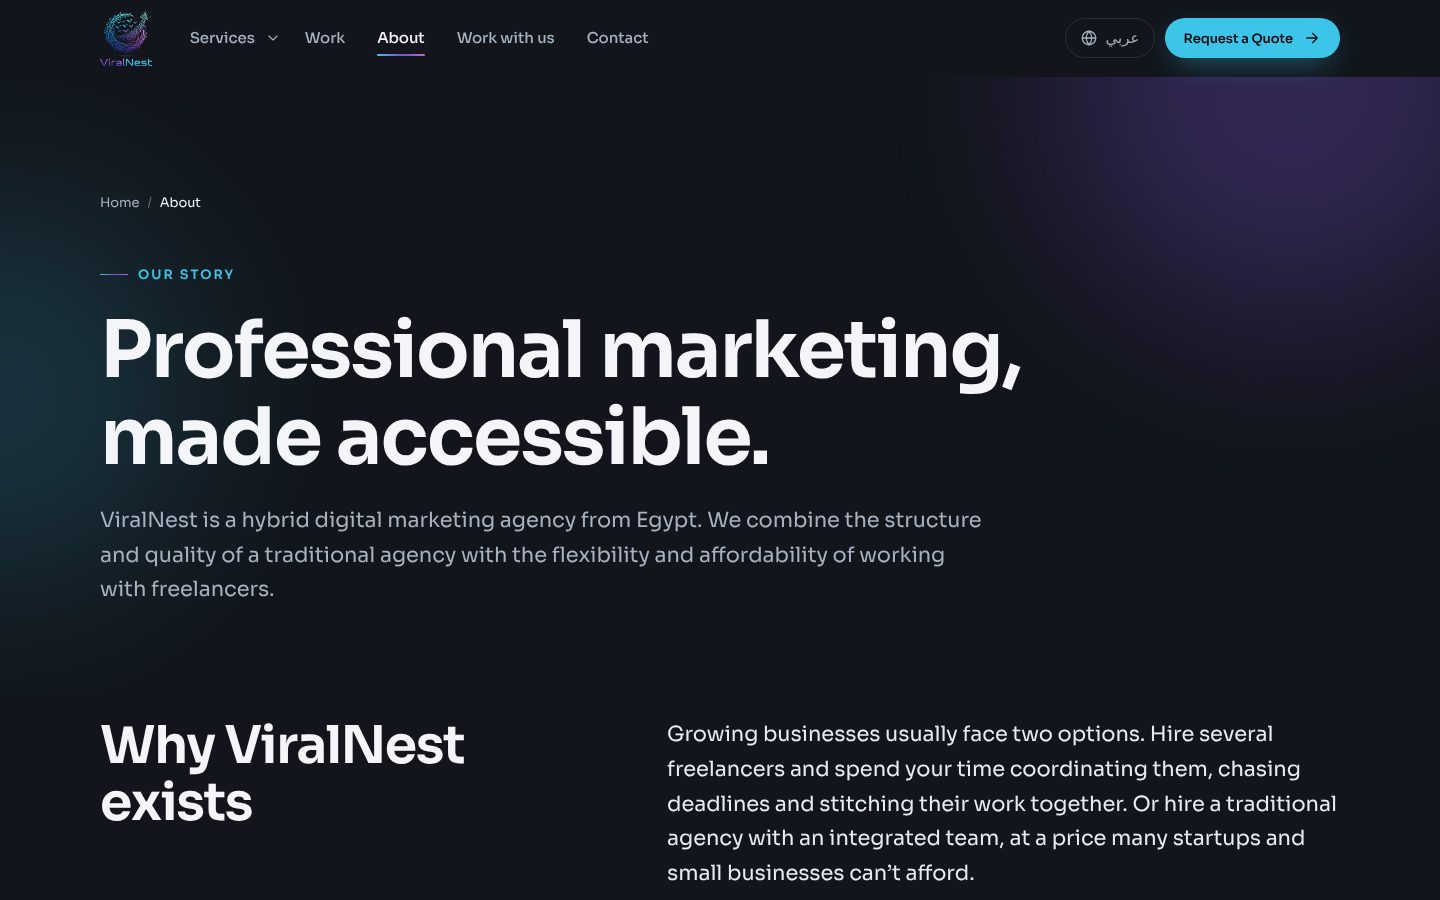 ViralNest
Services
Work
About
Work with us
Contact
عربي
Request a Quote
Home / About
OUR STORY
Professional marketing,
made accessible.
ViralNest is a hybrid digital marketing agency from Egypt. We combine the structure
and quality of a traditional agency with the flexibility and affordability of working
with freelancers.
Why ViralNest
exists
Growing businesses usually face two options. Hire several
freelancers and spend your time coordinating them, chasing
deadlines and stitching their work together. Or hire a traditional
agency with an integrated team, at a price many startups and
small businesses can’t afford.